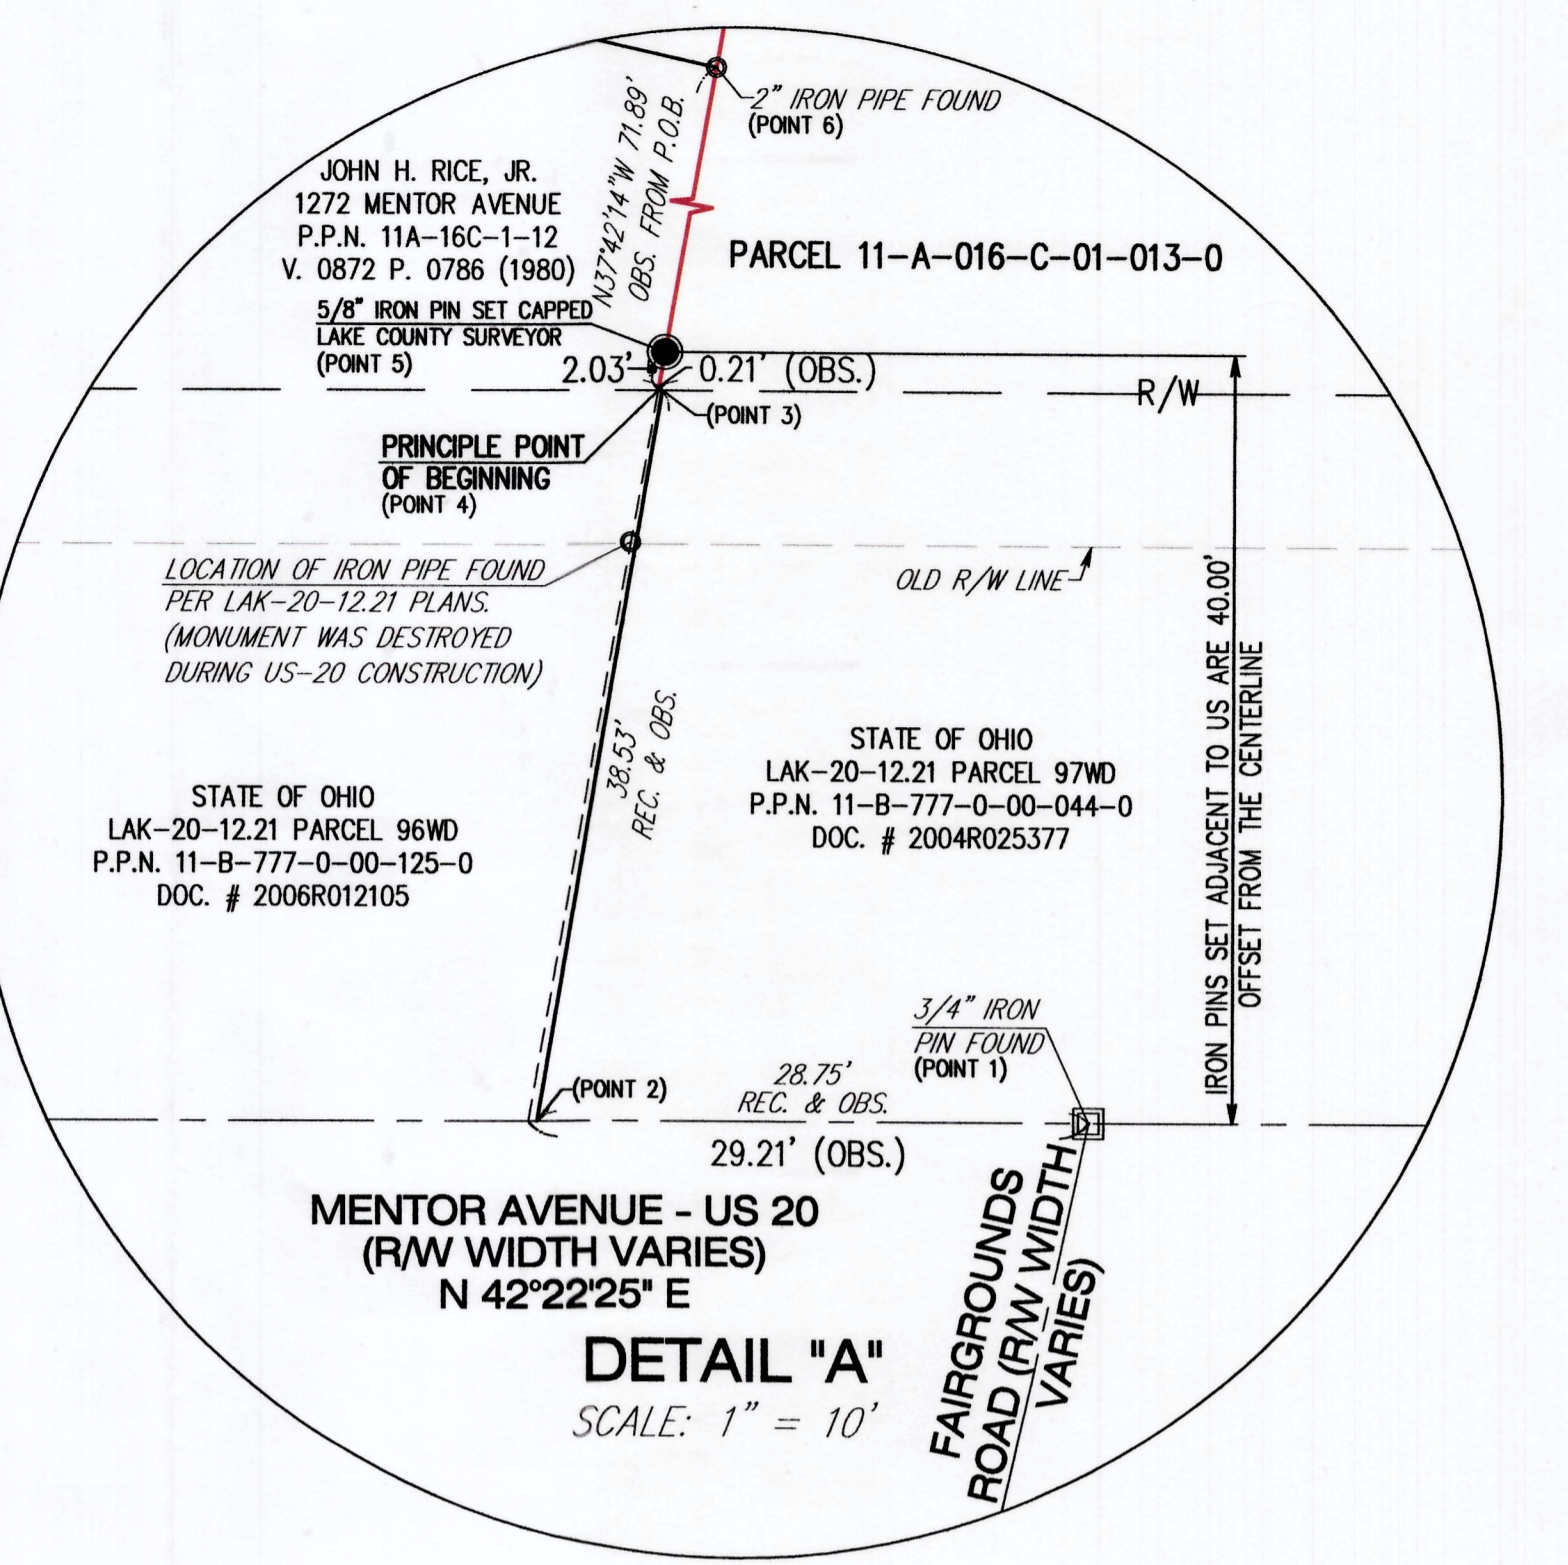 2" IRON PIPE FOUND
(POINT 6)
N37°42'14"W 71.89'
OBS. FROM P.O.B.
JOHN H. RICE, JR.
1272 MENTOR AVENUE
P.P.N. 11A-16C-1-12
V. 0872 P. 0786 (1980)
PARCEL 11-A-016-C-01-013-0
5/8" IRON PIN SET CAPPED
LAKE COUNTY SURVEYOR
(POINT 5)
2.03'
0.21' (OBS.)
R/W
(POINT 3)
PRINCIPLE POINT
OF BEGINNING
(POINT 4)
LOCATION OF IRON PIPE FOUND
PER LAK-20-12.21 PLANS.
(MONUMENT WAS DESTROYED
DURING US-20 CONSTRUCTION)
OLD R/W LINE
IRON PINS SET ADJACENT TO US ARE 40.00'
OFFSET FROM THE CENTERLINE
38.53'
REC. & OBS.
STATE OF OHIO
LAK-20-12.21 PARCEL 97WD
P.P.N. 11-B-777-0-00-044-0
DOC. # 2004R025377
STATE OF OHIO
LAK-20-12.21 PARCEL 96WD
P.P.N. 11-B-777-0-00-125-0
DOC. # 2006R012105
3/4" IRON
PIN FOUND
(POINT 1)
(POINT 2)
28.75'
REC. & OBS.
29.21' (OBS.)
MENTOR AVENUE - US 20
(R/W WIDTH VARIES)
N 42°22'25" E
FAIRGROUNDS
ROAD (R/W WIDTH
VARIES)
DETAIL "A"
SCALE: 1" = 10'